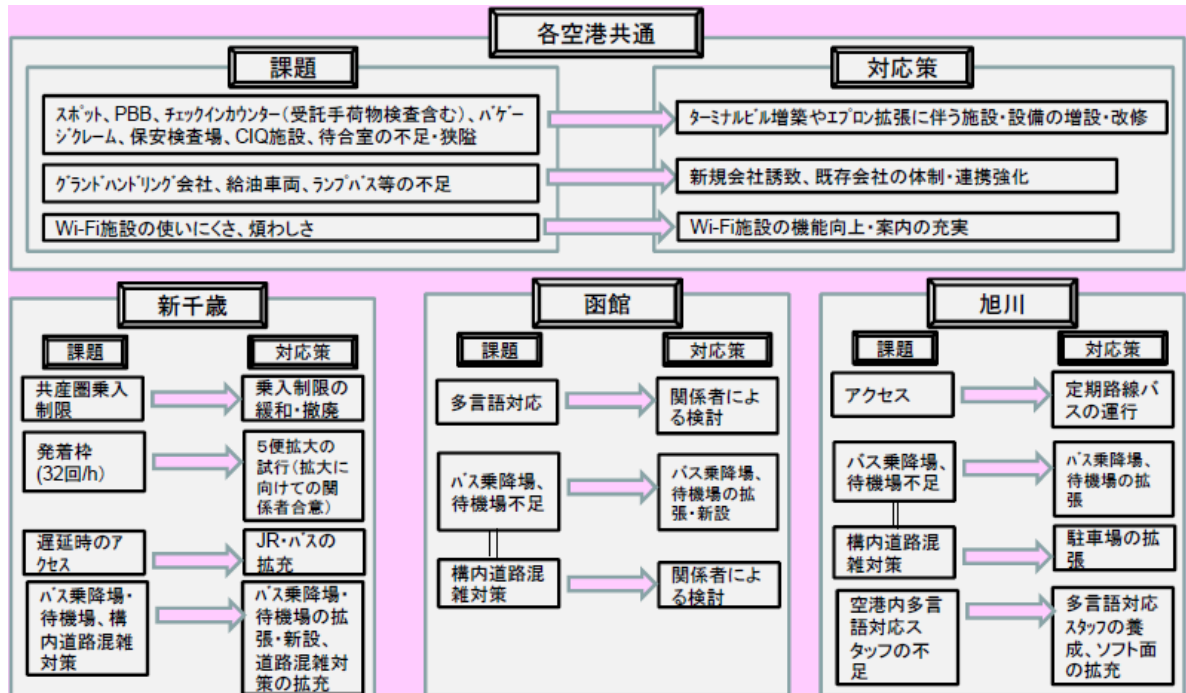 各空港共通
課題
対応策
スポット、PBB、チェックインカウンター(受託手荷物検査含む)、バゲー
ジクレーム、保安検査場、CIQ施設、待合室の不足・狭隘
ターミナルビル増築やエプロン拡張に伴う施設・設備の増設・改修
グランドハンドリング会社、給油車両、ランプバス等の不足
新規会社誘致、既存会社の体制・連携強化
Wi-Fi施設の使いにくさ、煩わしさ
Wi-Fi施設の機能向上・案内の充実
新千歳
課題
対応策
共産圏乗入
制限
乗入制限の
緩和・撤廃
発着枠
(32回/h)
5便拡大の
試行(拡大に
向けての関
係者合意)
遅延時のア
クセス
JR・バスの
拡充
バス乗降場・
待機場、構
内道路混雑
対策
バス乗降場・
待機場の拡
張・新設、
道路混雑対
策の拡充
函館
課題
対応策
多言語対応
関係者によ
る検討
バス乗降場、
待機場不足
バス乗降場、
待機場の拡
張・新設
構内道路混
雑対策
関係者によ
る検討
旭川
課題
対応策
アクセス
定期路線バ
スの運行
バス乗降場、
待機場不足
バス乗降場、
待機場の拡
張
構内道路混
雑対策
駐車場の拡
張
空港内多言
語対応ス
タッフの不
足
多言語対応
スタッフの養
成、ソフト面
の拡充